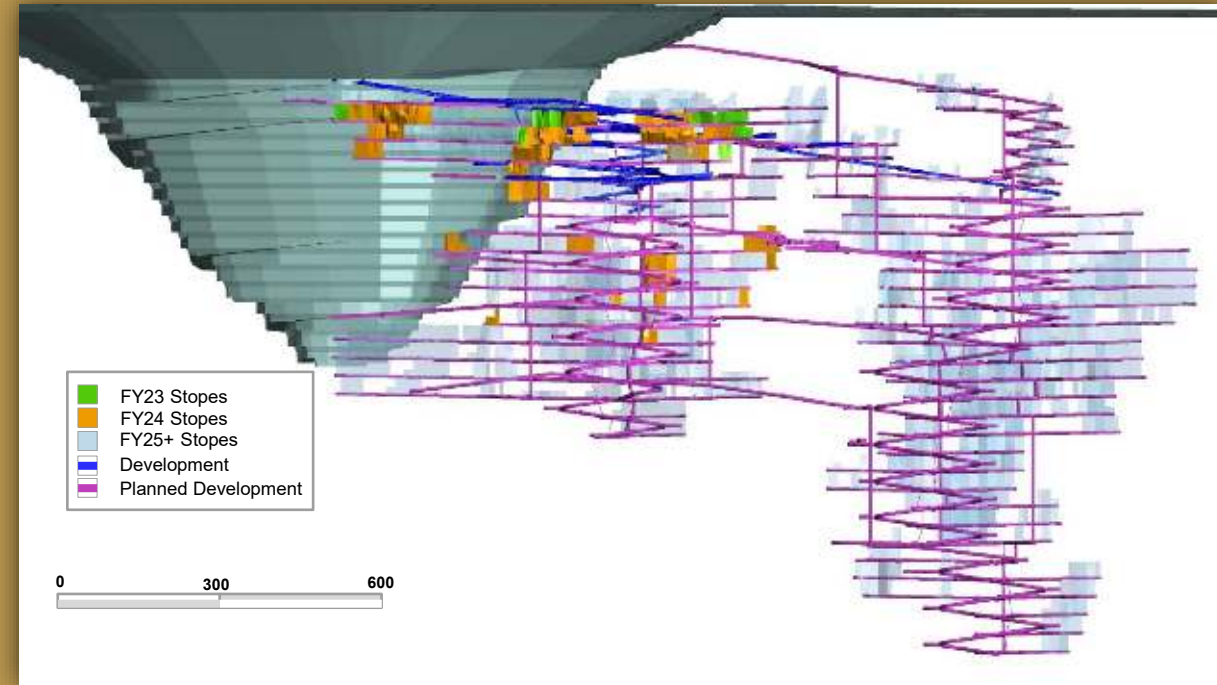 FY23 Stopes
FY24 Stopes
FY25+ Stopes
Development
Planned Development
0 300 600